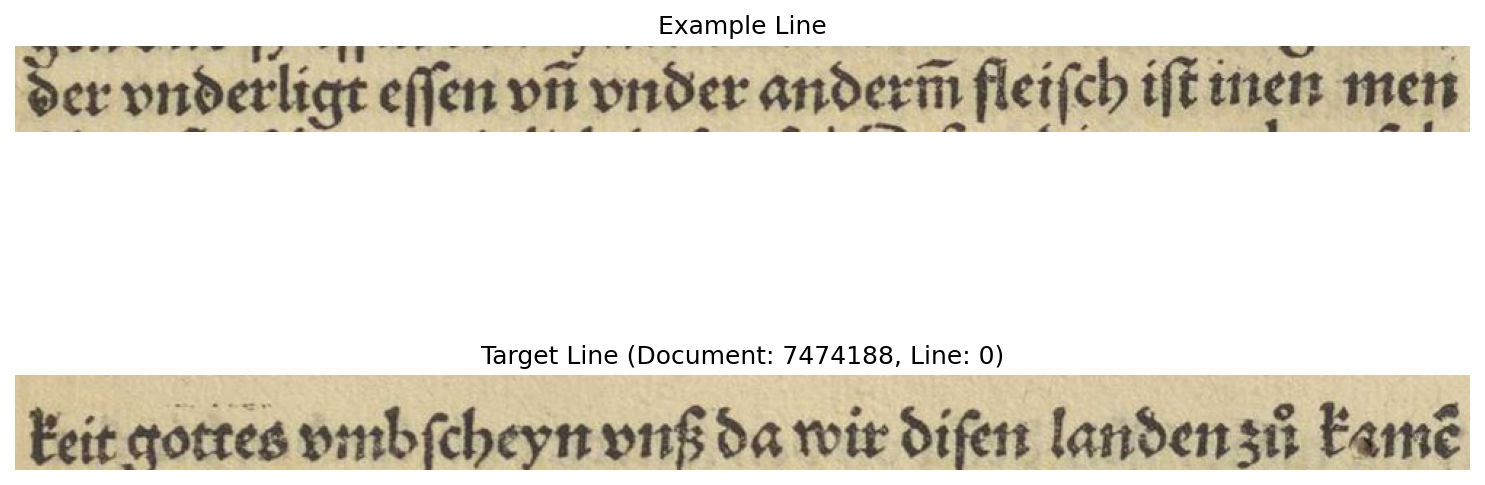 Example Line
der vnderligt eſſen vn̄ vnder anderm̄ fleiſch iſt inen men
Target Line (Document: 7474188, Line: 0)
keit gottes vmbſcheyn vnß da wir diſen landen zů kamē